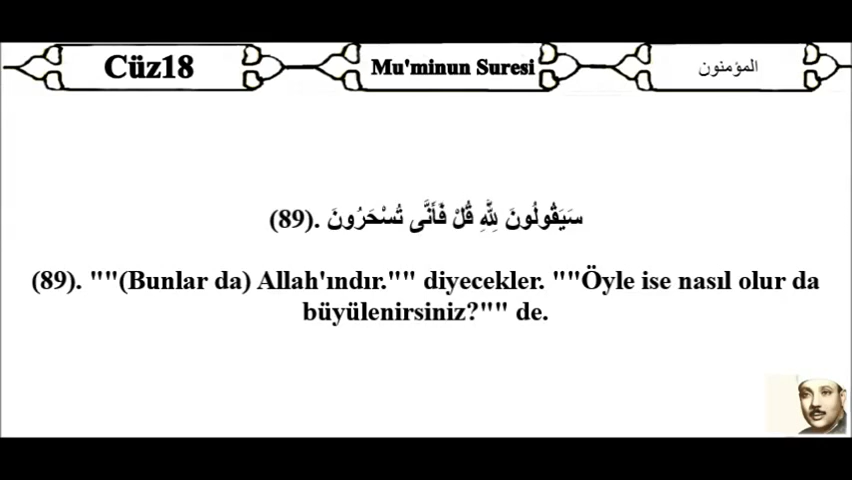 Cüz18
Mu'minun Suresi
المؤمنون
سَيَقُولُونَ لِلَّهِ قُلْ فَأَنَّى تُسْحَرُونَ .(89)
(89). ""(Bunlar da) Allah'ındır."" diyecekler. ""Öyle ise nasıl olur da
büyülenirsiniz?"" de.